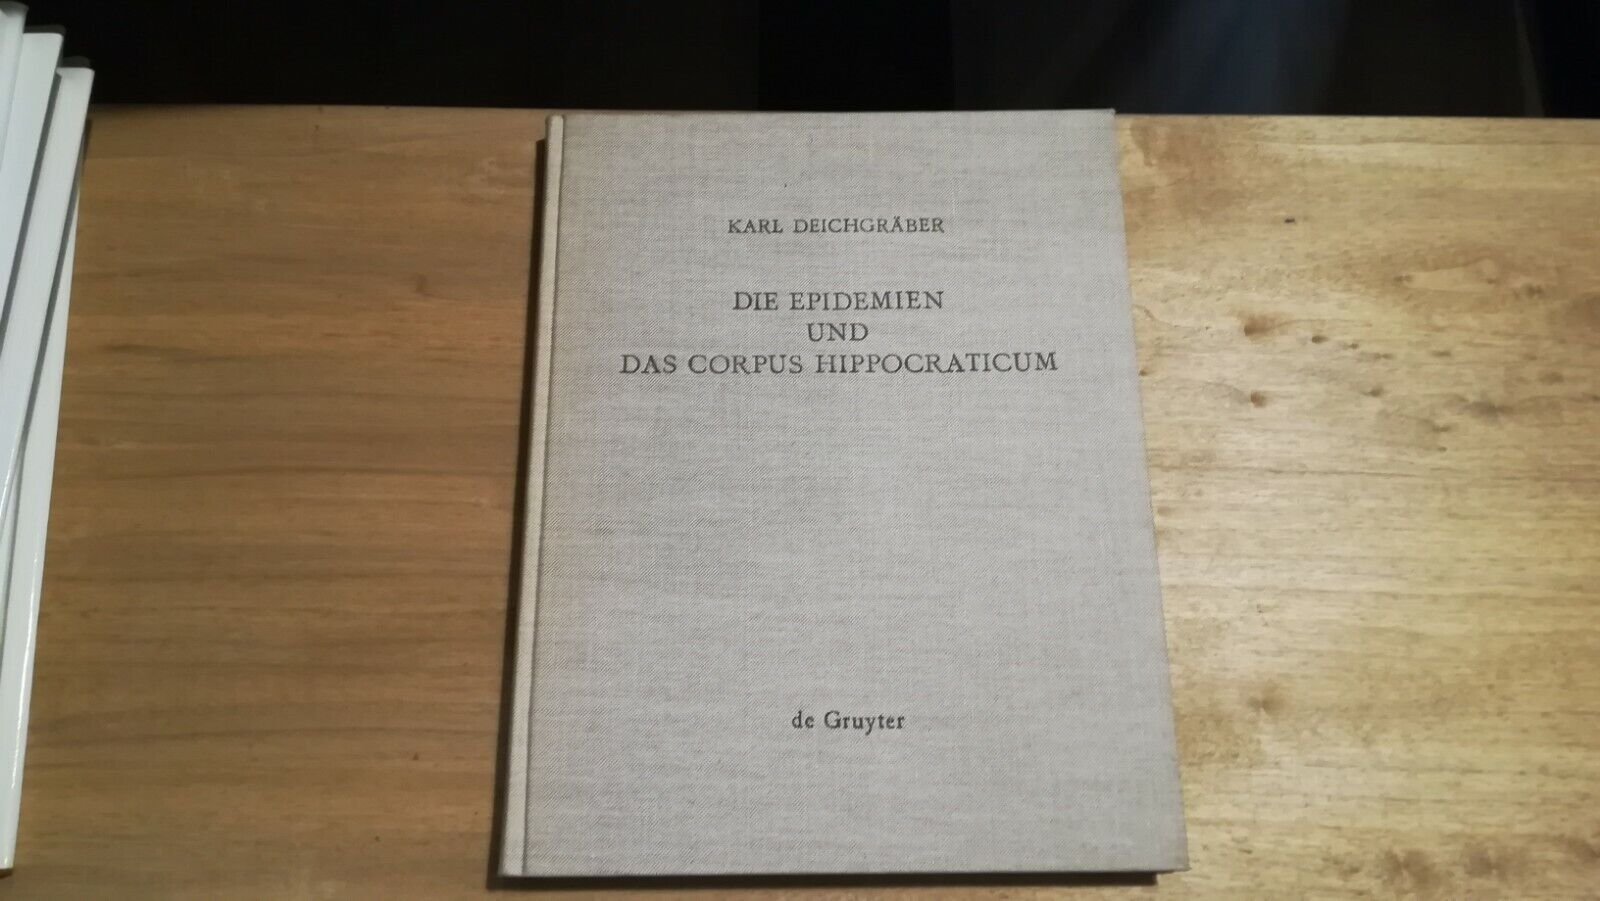 KARL DEICHGRÄBER
DIE EPIDEMIEN
UND
DAS CORPUS HIPPOCRATICUM
de Gruyter